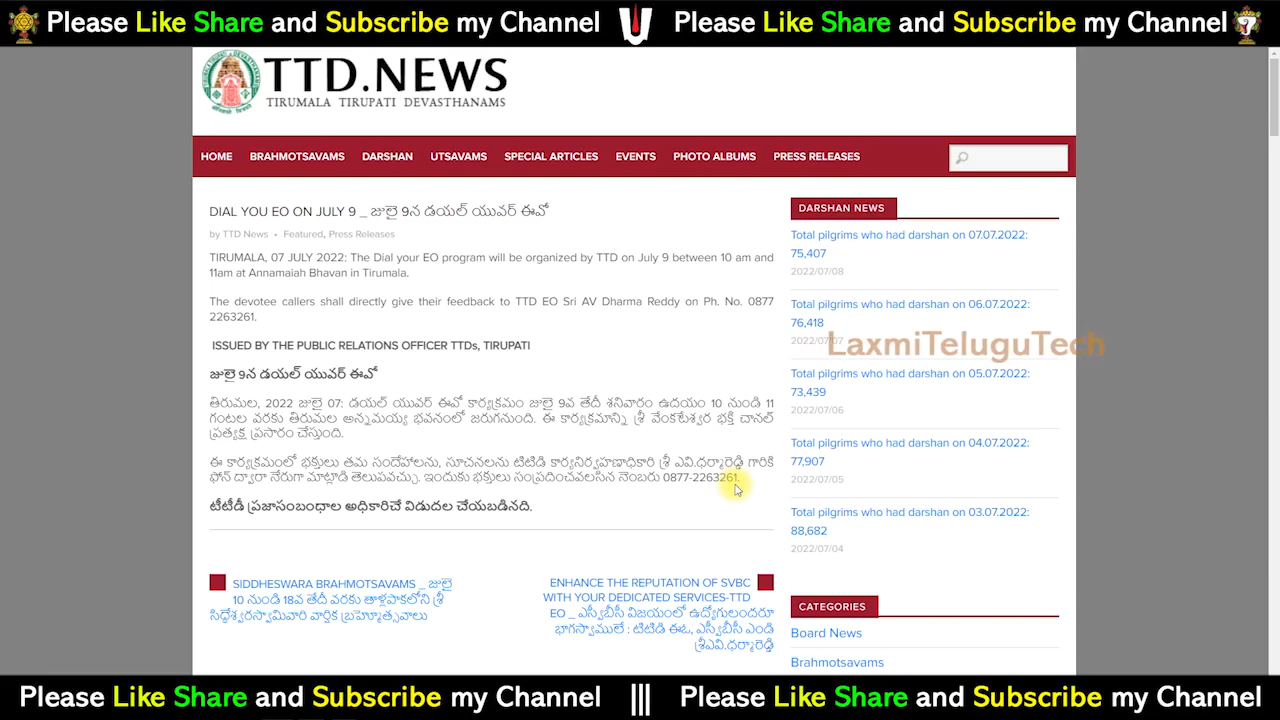 Please Like Share and Subscribe my Channel
Please Like Share and Subscribe my Channel
TTD.NEWS
TIRUMALA TIRUPATI DEVASTHANAMS
HOME BRAHMOTSAVAMS DARSHAN UTSAVAMS SPECIAL ARTICLES EVENTS PHOTO ALBUMS PRESS RELEASES
DIAL YOU EO ON JULY 9 _ జులై 9న డయల్ యువర్ ఈవో
by TTD News • Featured, Press Releases
TIRUMALA, 07 JULY 2022: The Dial your EO program will be organized by TTD on July 9 between 10 am and
11am at Annamaiah Bhavan in Tirumala.
The devotee callers shall directly give their feedback to TTD EO Sri AV Dharma Reddy on Ph. No. 0877
2263261.
ISSUED BY THE PUBLIC RELATIONS OFFICER TTDs, TIRUPATI
జులై 9న డయల్ యువర్ ఈవో
తిరుమల, 2022 జులై 07: డయల్ యువర్ ఈవో కార్యక్రమం జులై 9వ తేదీ శనివారం ఉదయం 10 నుండి 11
గంటల వరకు తిరుమల అన్నమయ్య భవనంలో జరుగనుంది. ఈ కార్యక్రమాన్ని శ్రీ వేంకటేశ్వర భక్తి చానల్
ప్రత్యక్ష ప్రసారం చేస్తుంది.
ఈ కార్యక్రమంలో భక్తులు తమ సందేహాలను, సూచనలను టిటిడి కార్యనిర్వహణాధికారి శ్రీ ఎవి.ధర్మారెడ్డి గారికి
ఫోన్ ద్వారా నేరుగా మాట్లాడి తెలుపవచ్చు. ఇందుకు భక్తులు సంప్రదించవలసిన నెంబరు 0877-2263261.
టీటీడీ ప్రజాసంబంధాల అధికారిచే విడుదల చేయబడినది.
SIDDHESWARA BRAHMOTSAVAMS _ జులై
10 నుండి 18వ తేదీ వరకు తాళ్లపాకలోని శ్రీ
సిద్ధేశ్వరస్వామివారి వార్షిక బ్రహ్మోత్సవాలు
ENHANCE THE REPUTATION OF SVBC
WITH YOUR DEDICATED SERVICES-TTD
EO _ ఎస్వీబీసీ విజయంలో ఉద్యోగులందరూ
భాగస్వాములే : టిటిడి ఈఓ, ఎస్వీబీసీ ఎండి
శ్రీఎవి.ధర్మారెడ్డి
DARSHAN NEWS
Total pilgrims who had darshan on 07.07.2022:
75,407
2022/07/08
Total pilgrims who had darshan on 06.07.2022:
76,418
2022/07/07
LaxmiTeluguTech
Total pilgrims who had darshan on 05.07.2022:
73,439
2022/07/06
Total pilgrims who had darshan on 04.07.2022:
77,907
2022/07/05
Total pilgrims who had darshan on 03.07.2022:
88,682
2022/07/04
CATEGORIES
Board News
Brahmotsavams
Please Like Share and Subscribe my Channel ||| Please Like Share and Subscribe my Channel